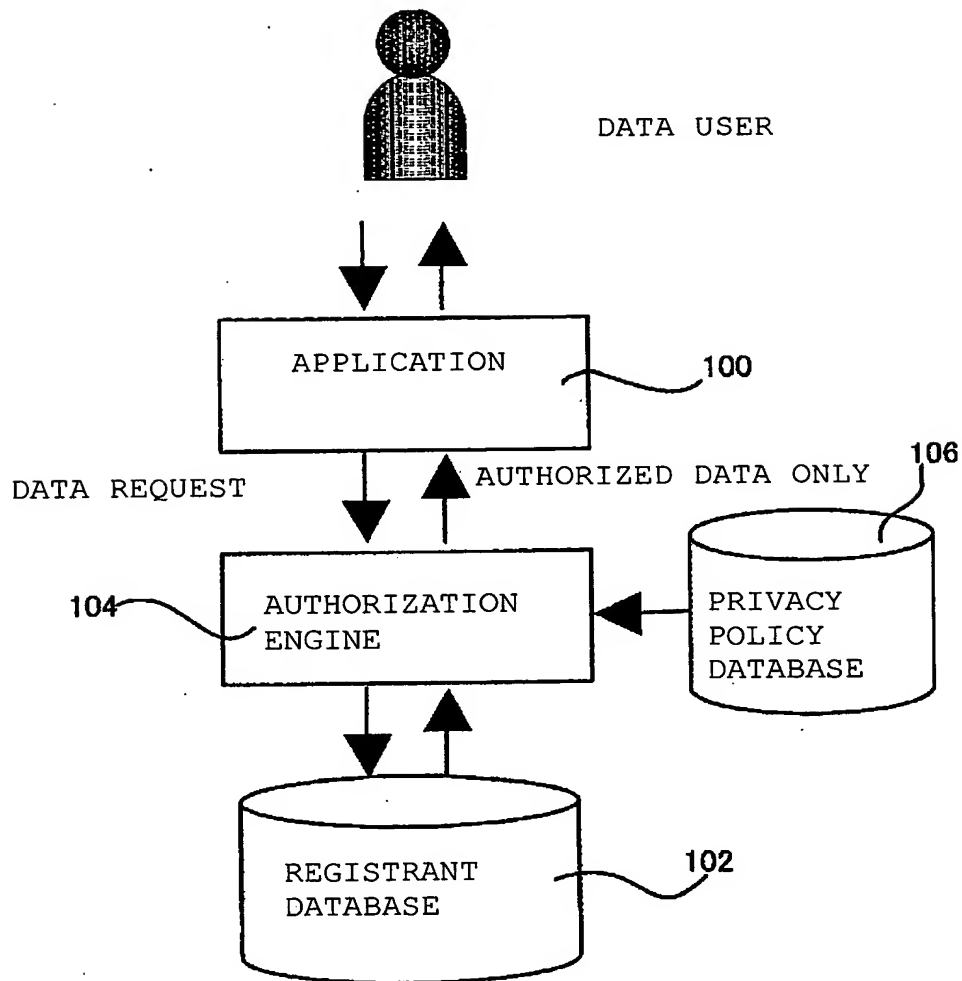 DATA USER
APPLICATION
100
DATA REQUEST
AUTHORIZED DATA ONLY
106
104
AUTHORIZATION
ENGINE
PRIVACY
POLICY
DATABASE
REGISTRANT
DATABASE
102